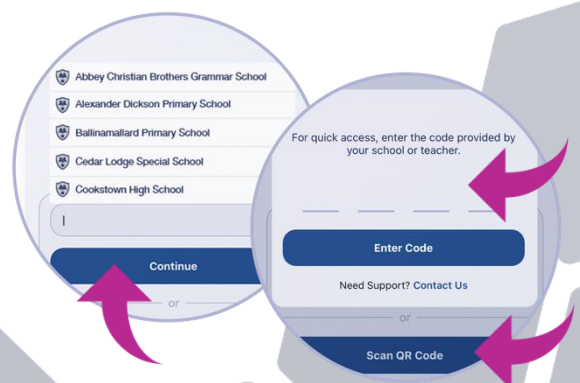 Abbey Christian Brothers Grammar School
Alexander Dickson Primary School
Ballinamallard Primary School
Cedar Lodge Special School
Cookstown High School
Continue
or
For quick access, enter the code provided by
your school or teacher.
Enter Code
Need Support? Contact Us
or
Scan QR Code